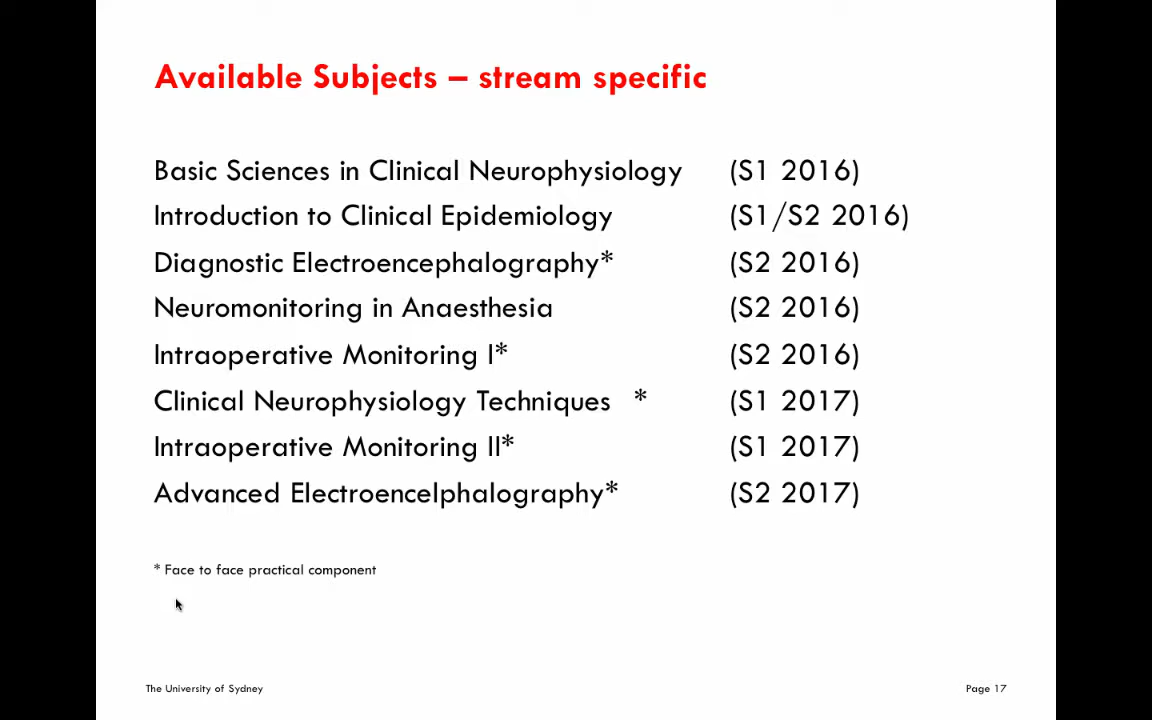 Available Subjects – stream specific
Basic Sciences in Clinical Neurophysiology (S1 2016)
Introduction to Clinical Epidemiology (S1/S2 2016)
Diagnostic Electroencephalography* (S2 2016)
Neuromonitoring in Anaesthesia (S2 2016)
Intraoperative Monitoring I* (S2 2016)
Clinical Neurophysiology Techniques * (S1 2017)
Intraoperative Monitoring II* (S1 2017)
Advanced Electroencelphalography* (S2 2017)
* Face to face practical component
The University of Sydney Page 17